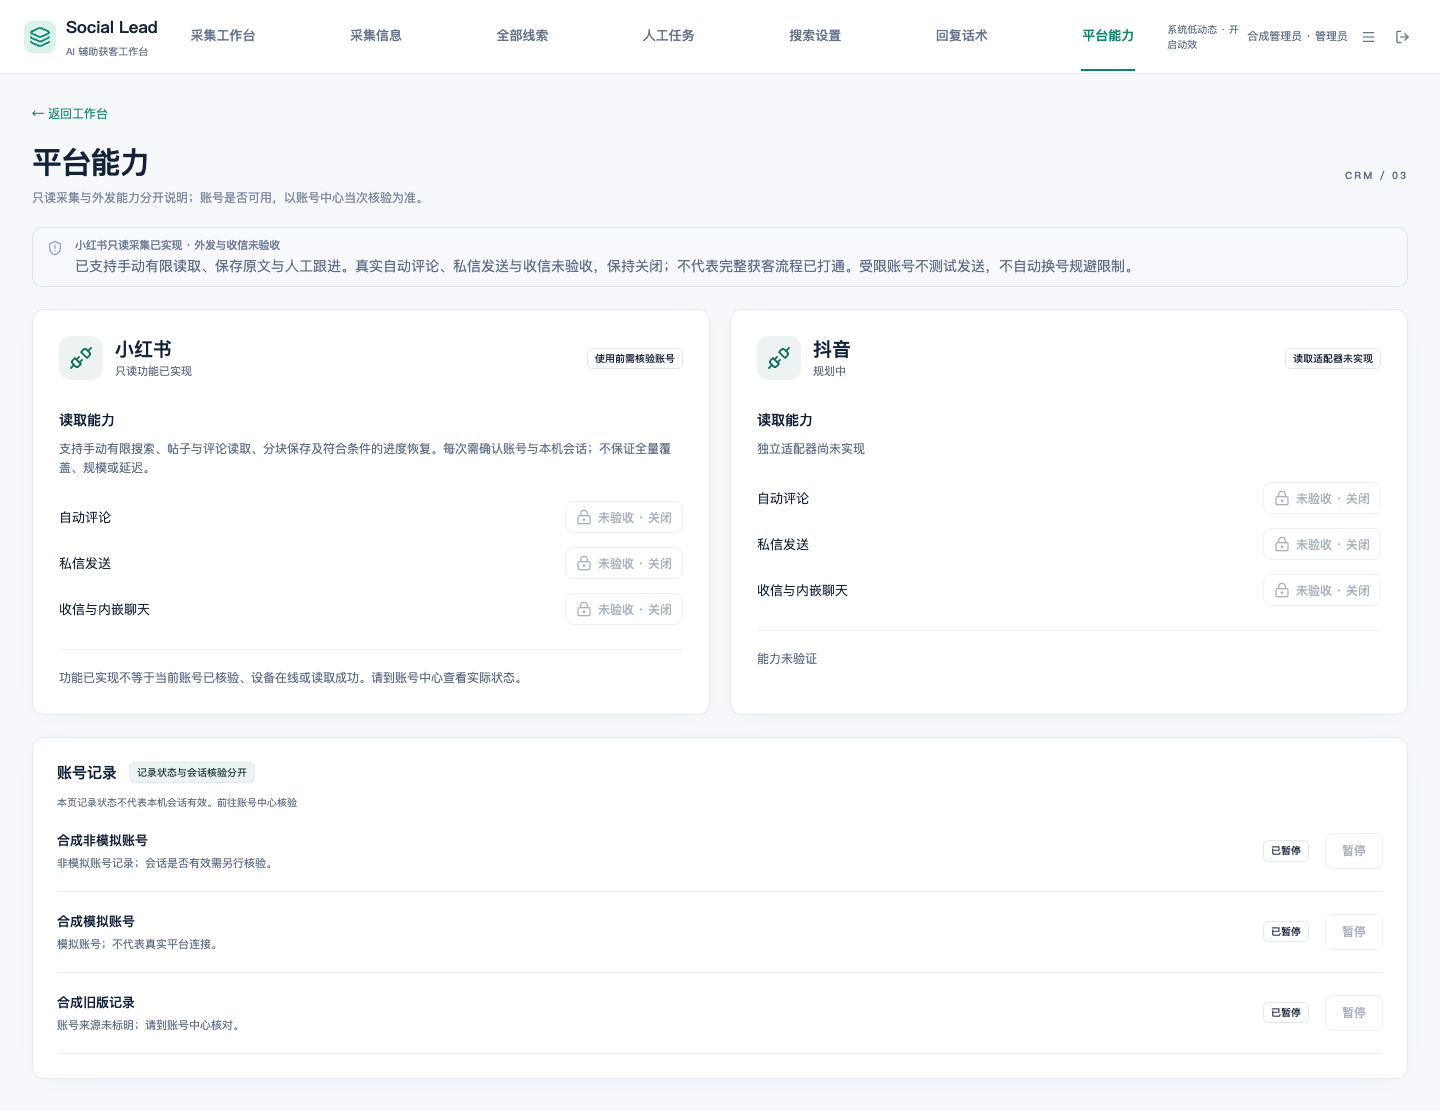 Social Lead
AI 辅助获客工作台
采集工作台
采集信息
全部线索
人工任务
搜索设置
回复话术
平台能力
系统低动态 · 开
启动效
合成管理员 · 管理员
← 返回工作台
平台能力
只读采集与外发能力分开说明；账号是否可用，以账号中心当次核验为准。
CRM / 03
小红书只读采集已实现 · 外发与收信未验收
已支持手动有限读取、保存原文与人工跟进。真实自动评论、私信发送与收信未验收，保持关闭；不代表完整获客流程已打通。受限账号不测试发送，不自动换号规避限制。
小红书
只读功能已实现
使用前需核验账号
读取能力
支持手动有限搜索、帖子与评论读取、分块保存及符合条件的进度恢复。每次需确认账号与本机会话；不保证全量覆
盖、规模或延迟。
自动评论
未验收 · 关闭
私信发送
未验收 · 关闭
收信与内嵌聊天
未验收 · 关闭
功能已实现不等于当前账号已核验、设备在线或读取成功。请到账号中心查看实际状态。
抖音
规划中
读取适配器未实现
读取能力
独立适配器尚未实现
自动评论
未验收 · 关闭
私信发送
未验收 · 关闭
收信与内嵌聊天
未验收 · 关闭
能力未验证
账号记录
记录状态与会话核验分开
本页记录状态不代表本机会话有效。前往账号中心核验
合成非模拟账号
非模拟账号记录；会话是否有效需另行核验。
已暂停
暂停
合成模拟账号
模拟账号；不代表真实平台连接。
已暂停
暂停
合成旧版记录
账号来源未标明；请到账号中心核对。
已暂停
暂停